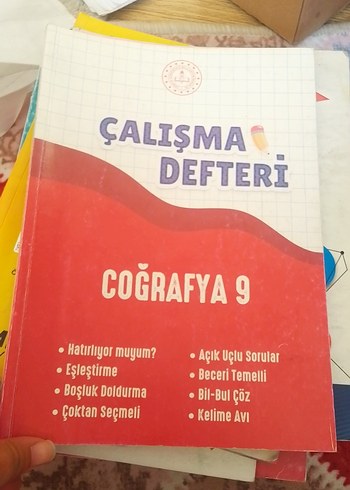 ÇALIŞMA
DEFTERİ
COĞRAFYA 9
• Hatırlıyor muyum?
• Eşleştirme
• Boşluk Doldurma
• Çoktan Seçmeli
• Açık Uçlu Sorular
• Beceri Temelli
• Bil-Bul Çöz
• Kelime Avı